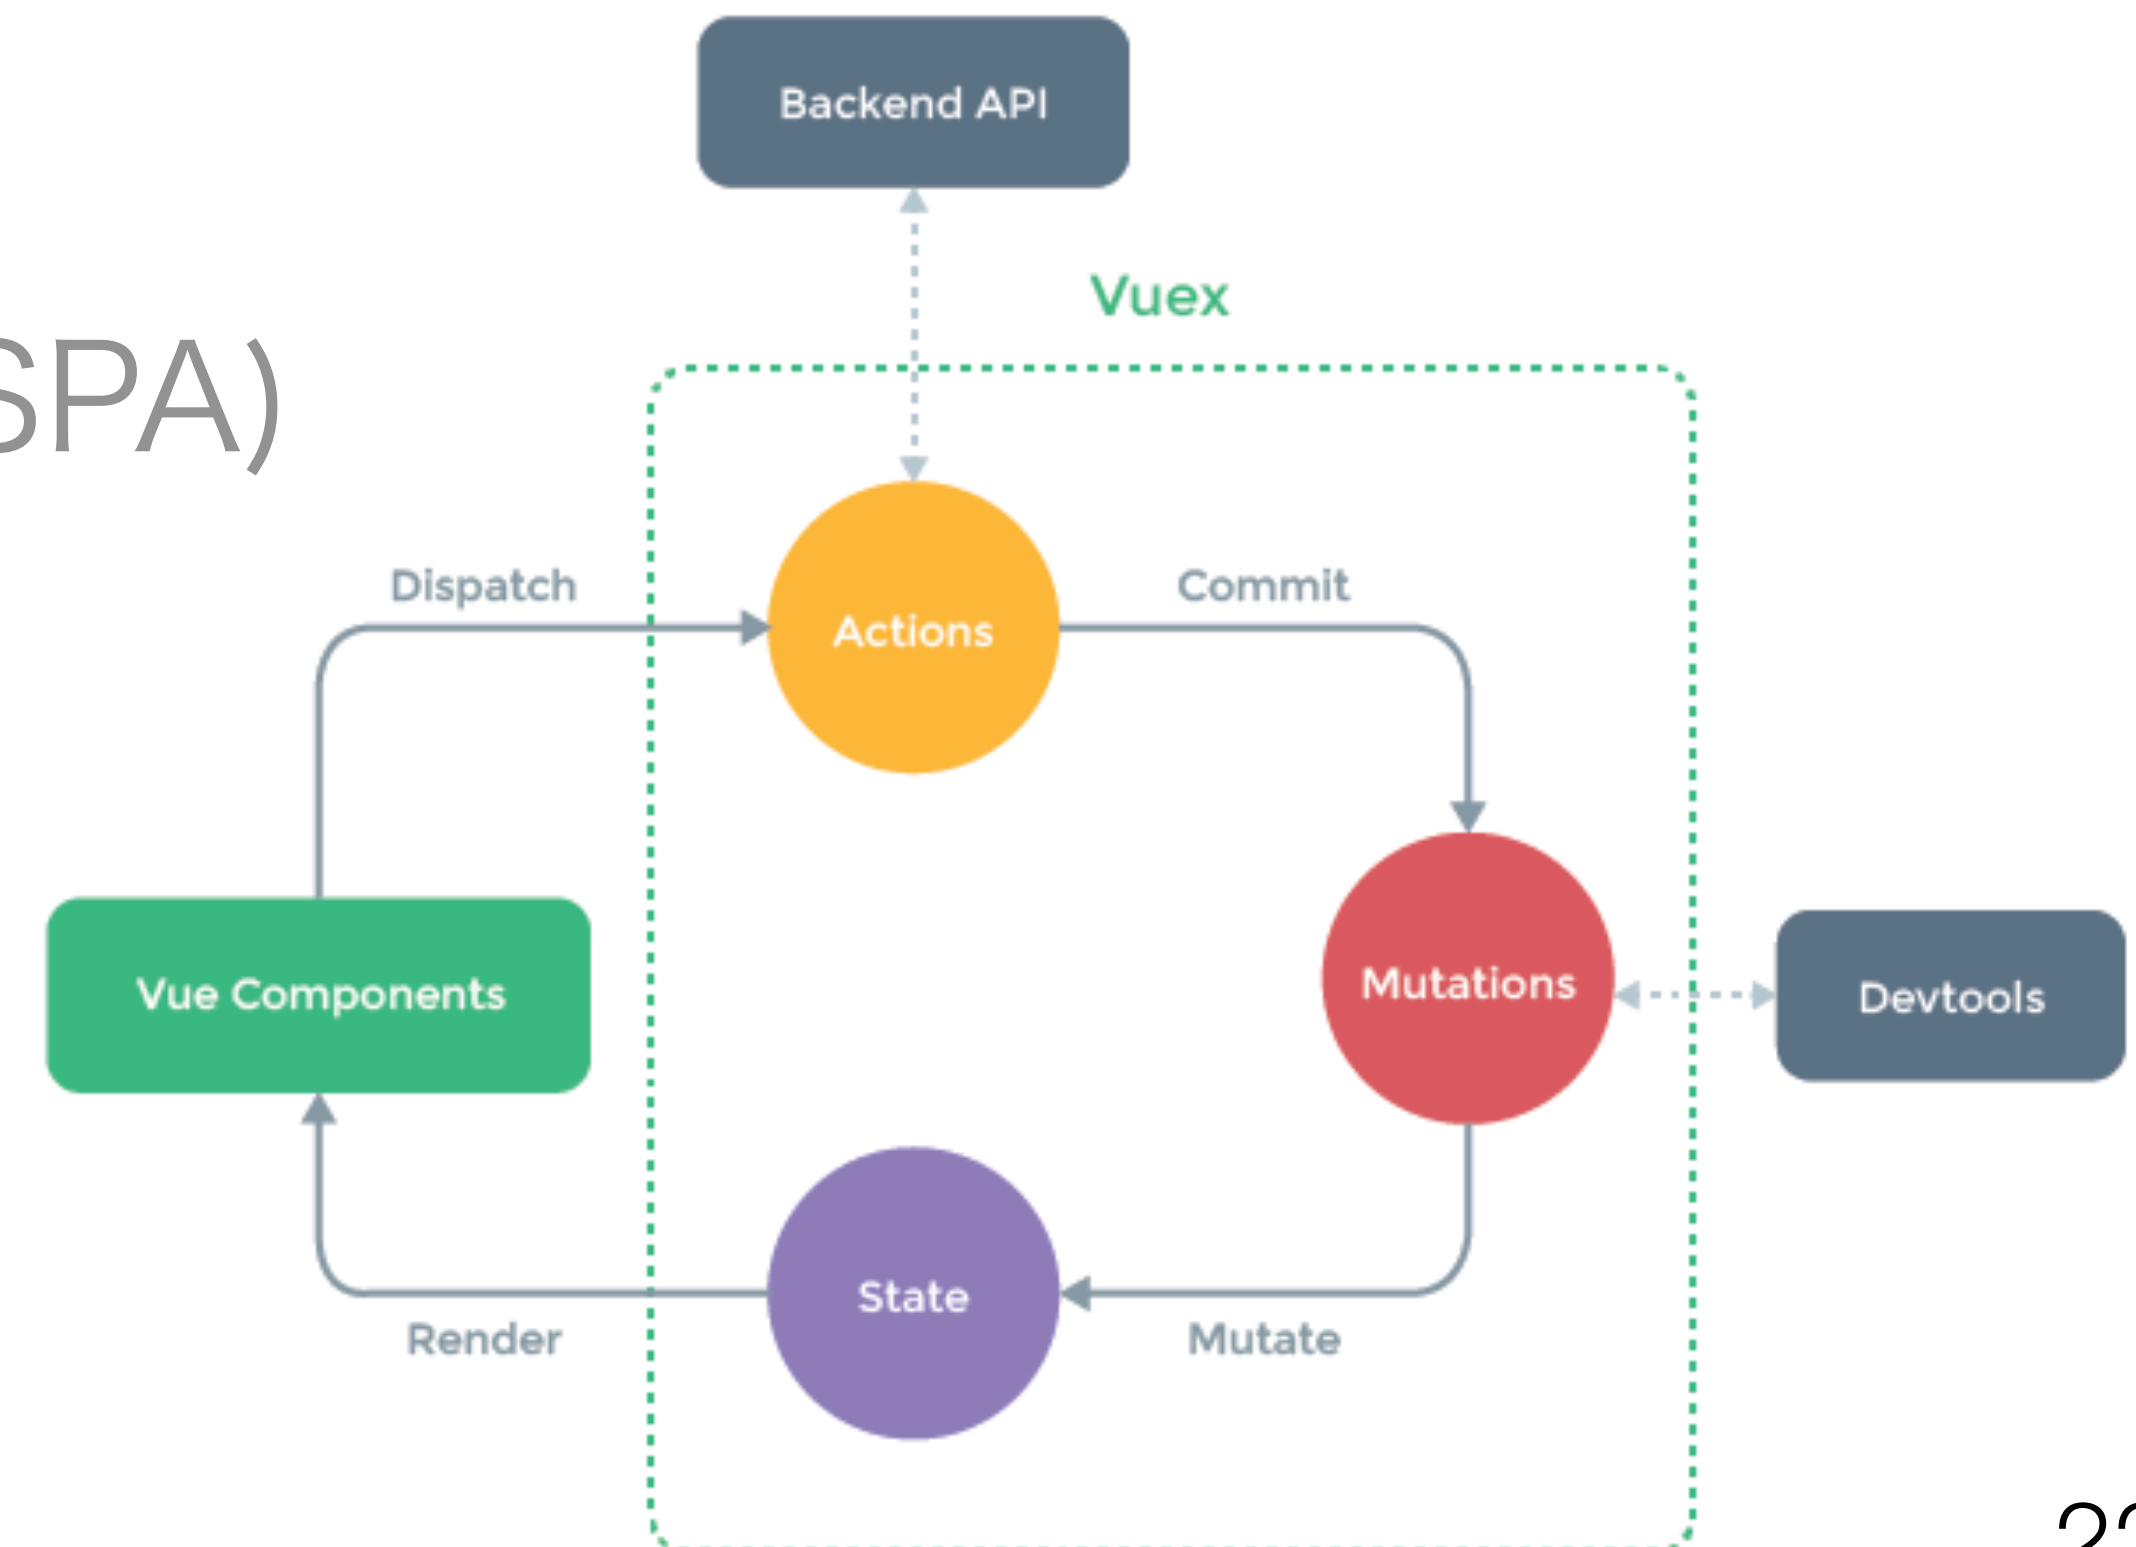 Backend API
Vuex
SPA)
Dispatch
Commit
Actions
Vue Components
Mutations
Devtools
State
Render
Mutate